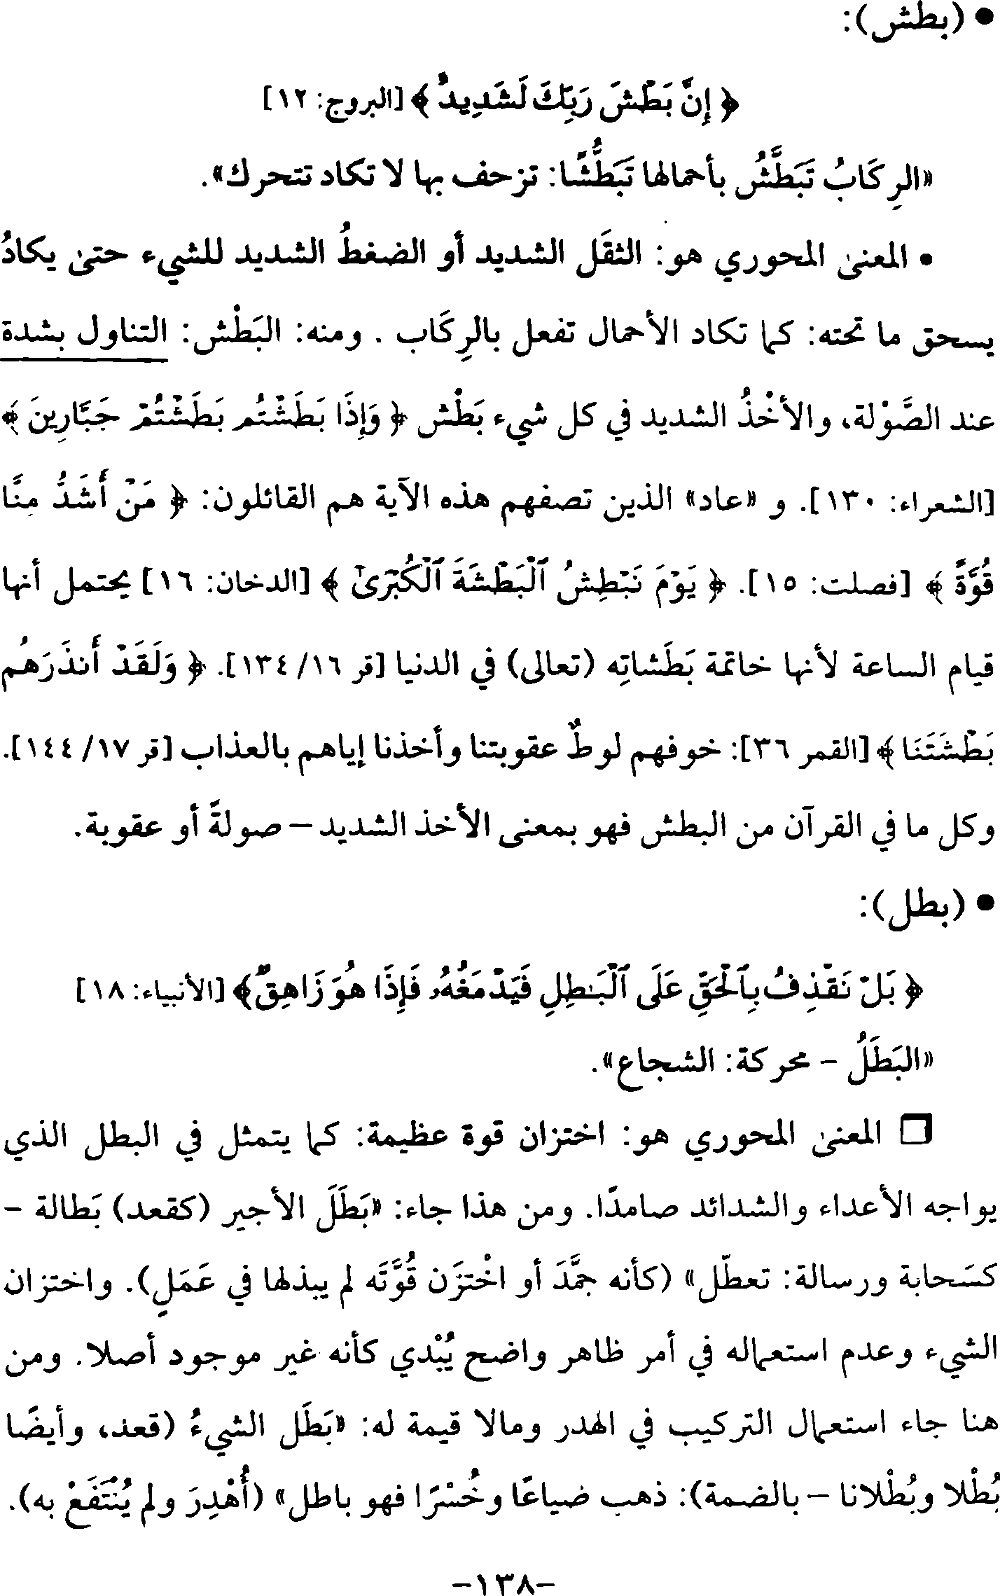 ● (بطش):
﴿ إِنَّ بَطْشَ رَبِّكَ لَشَدِيدٌ ﴾ [البروج: ١٢]
«الرِكَابُ تَبَطَّشُ بأحمالها تَبَطُّشًا: تزحف بها لا تكاد تتحرك».
• المعنى المحوري هو: الثقَل الشديد أو الضغطُ الشديد للشيء حتى يكادُ
يسحق ما تحته: كما تكاد الأحمال تفعل بالرِكَاب . ومنه: البَطْش: التناول بشدة
عند الصَّوْلة، والأخْذُ الشديد في كل شيء بَطْش ﴿ وَإِذَا بَطَشْتُم بَطَشْتُمْ جَبَّارِينَ ﴾
[الشعراء: ١٣٠]. و «عاد» الذين تصفهم هذه الآية هم القائلون: ﴿ مَنْ أَشَدُّ مِنَّا
قُوَّةً ﴾ [فصلت: ١٥]. ﴿ يَوْمَ نَبْطِشُ ٱلْبَطْشَةَ ٱلْكُبْرَىٰٓ ﴾ [الدخان: ١٦] يحتمل أنها
قيام الساعة لأنها خاتمة بَطَشاتِه (تعالى) في الدنيا [قر ١٦/ ١٣٤]. ﴿ وَلَقَدْ أَنذَرَهُم
بَطْشَتَنَا ﴾ [القمر ٣٦]: خوفهم لوطٌ عقوبتنا وأخذنا إياهم بالعذاب [قر ١٧/ ١٤٤].
وكل ما في القرآن من البطش فهو بمعنى الأخذ الشديد – صولةً أو عقوبة.
● (بطل):
﴿ بَلْ نَقْذِفُ بِٱلْحَقِّ عَلَى ٱلْبَٰطِلِ فَيَدْمَغُهُۥ فَإِذَا هُوَ زَاهِقٌ ﴾ [الأنبياء: ١٨]
«البَطَلُ – محركة: الشجاع».
❒ المعنى المحوري هو: اختزان قوة عظيمة: كما يتمثل في البطل الذي
يواجه الأعداء والشدائد صامدًا. ومن هذا جاء: «بَطَلَ الأجير (كقعد) بَطالة –
كسَحابة ورسالة: تعطّل» (كأنه جمَّدَ أو اخْتزَن قُوَّتَه لم يبذلها في عَمَلٍ). واختزان
الشيء وعدم استعماله في أمر ظاهر واضح يُبْدي كأنه غير موجود أصلا. ومن
هنا جاء استعمال التركيب في الهدر ومالا قيمة له: «بَطَل الشيءُ (قعد، وأيضًا
بُطْلا وبُطْلانا – بالضمة): ذهب ضياعًا وخُسْرًا فهو باطل» (أُهْدِرَ ولم يُنْتَفَعْ به).
–١٣٨–